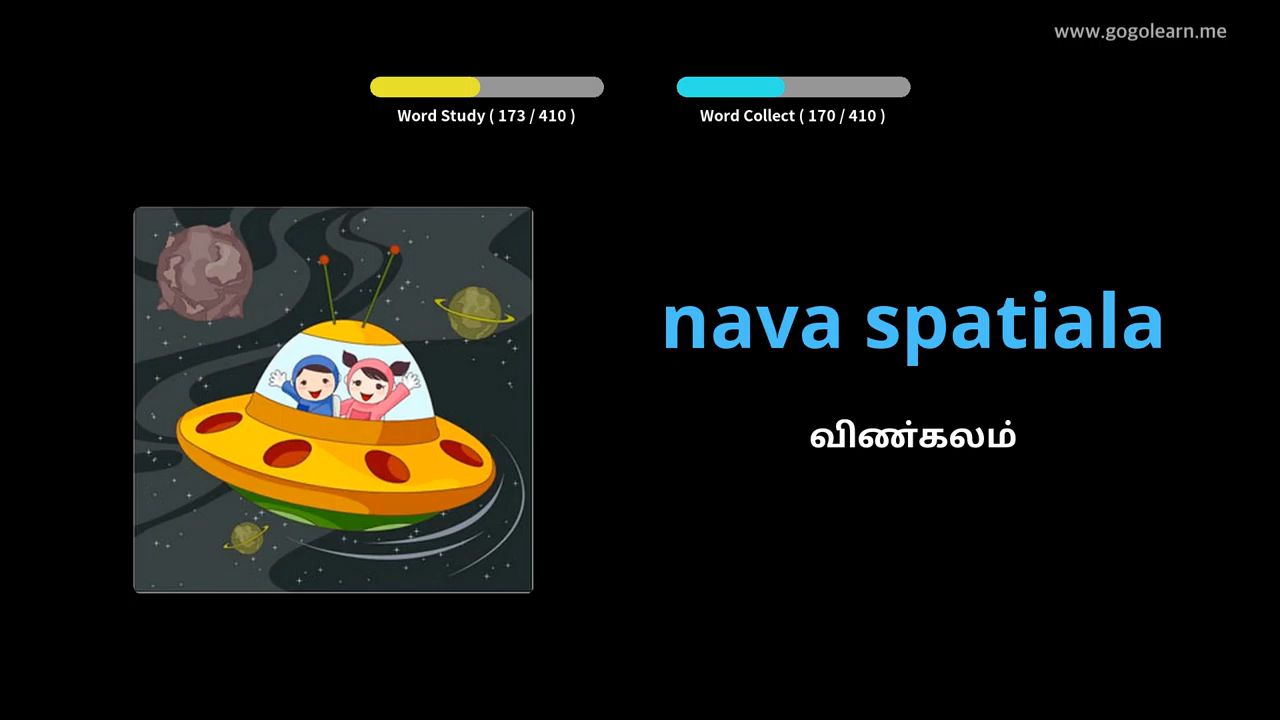 www.gogolearn.me
Word Study ( 173 / 410 )
Word Collect ( 170 / 410 )
nava spatiala
விண்கலம்